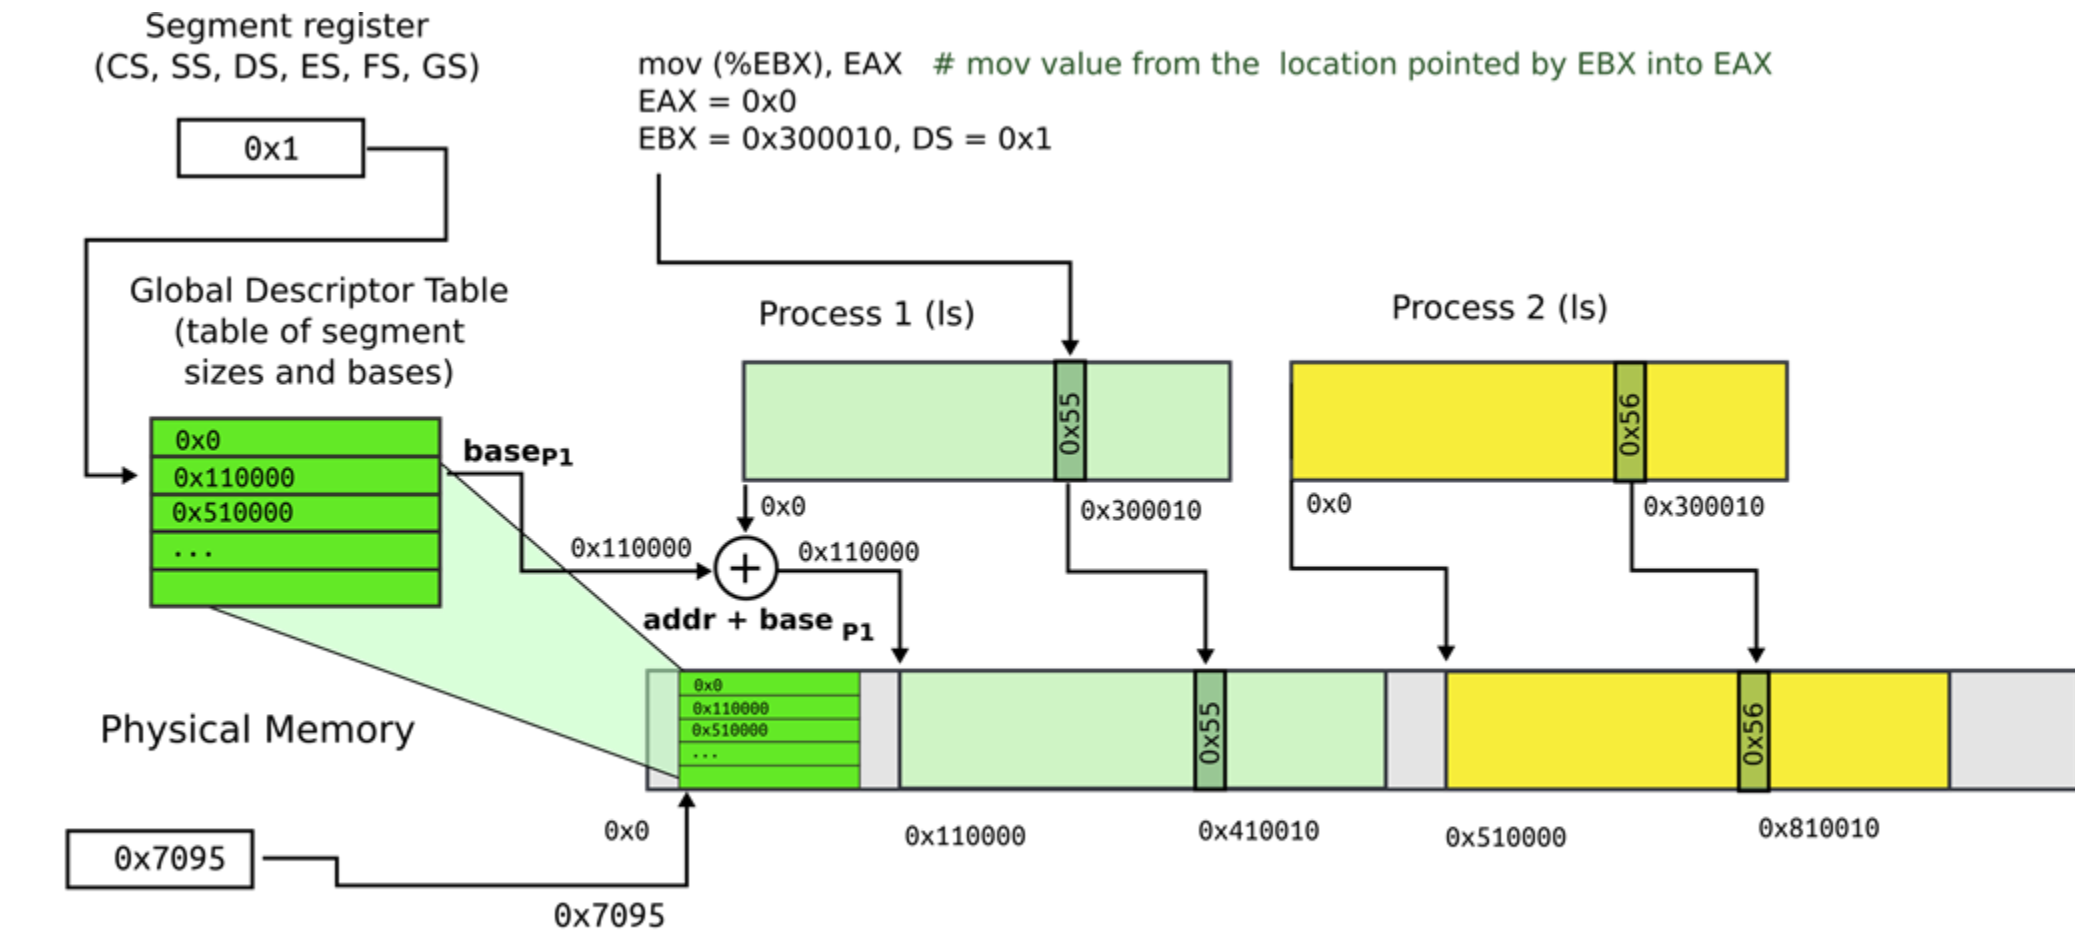 Segment register
(CS, SS, DS, ES, FS, GS)
0x1
mov (%EBX), EAX # mov value from the location pointed by EBX into EAX
EAX = 0x0
EBX = 0x300010, DS = 0x1
Global Descriptor Table
(table of segment
sizes and bases)
0x0
0x110000
0x510000
...
baseP1
Process 1 (ls)
0x55
0x0
0x300010
Process 2 (ls)
0x56
0x0
0x300010
0x110000
+
0x110000
addr + base P1
Physical Memory
0x0
0x110000
0x510000
...
0x55
0x56
0x0
0x110000
0x410010
0x510000
0x810010
0x7095
0x7095